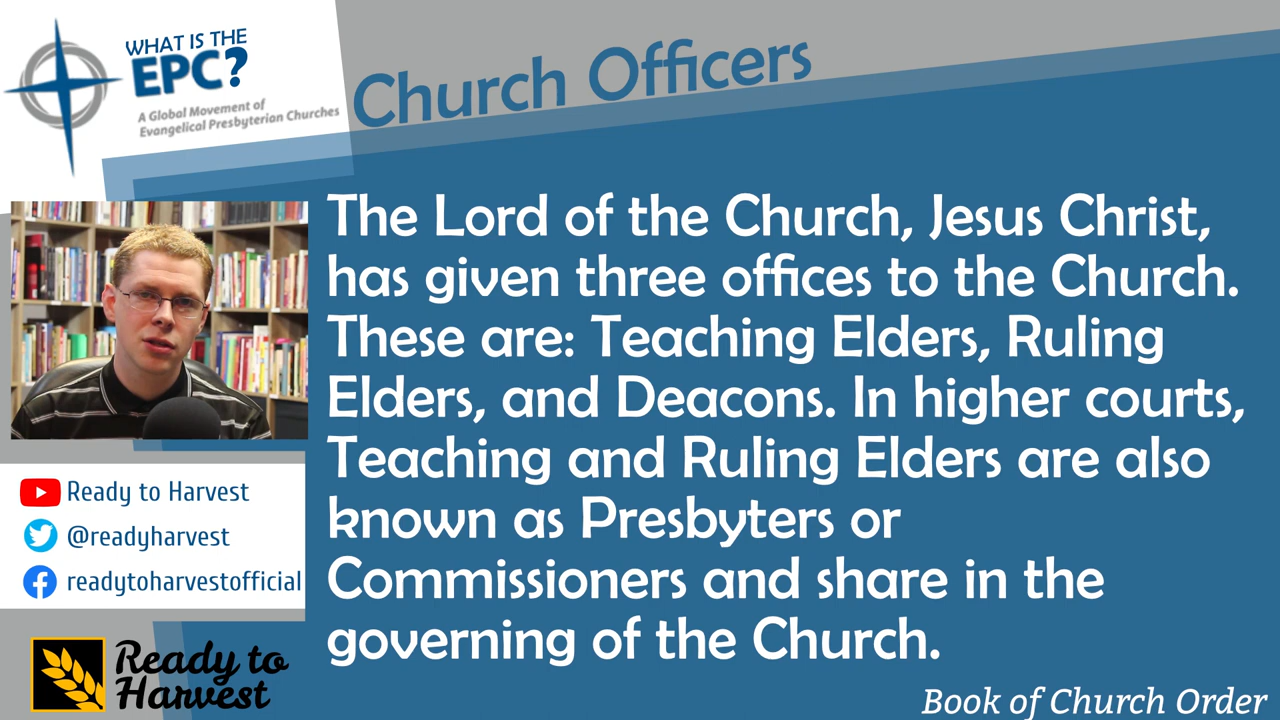 WHAT IS THE
EPC?
A Global Movement of
Evangelical Presbyterian Churches
Church Officers
The Lord of the Church, Jesus Christ,
has given three offices to the Church.
These are: Teaching Elders, Ruling
Elders, and Deacons. In higher courts,
Teaching and Ruling Elders are also
known as Presbyters or
Commissioners and share in the
governing of the Church.
Book of Church Order
Ready to Harvest
@readyharvest
readytoharvestofficial
Ready to
Harvest